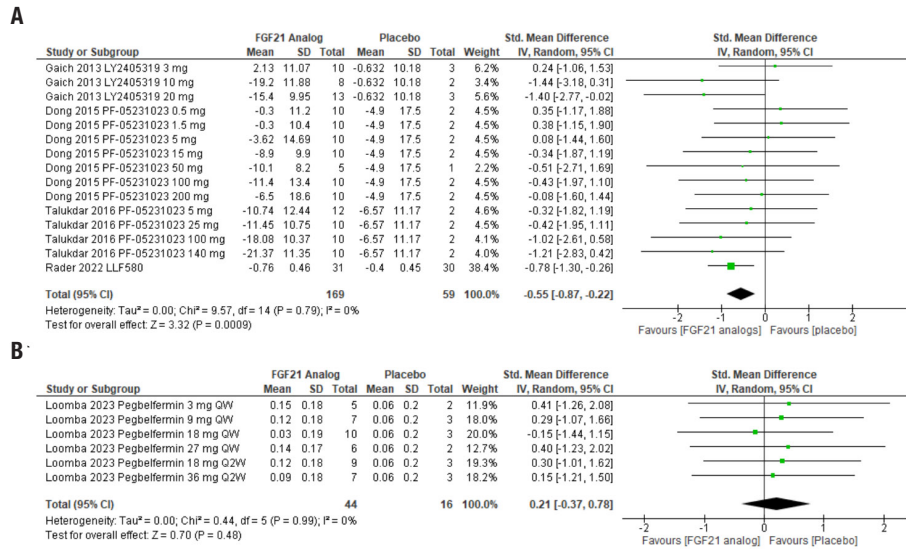 A
FGF21 Analog Placebo Std. Mean Difference Std. Mean Difference
Study or Subgroup Mean SD Total Mean SD Total Weight IV, Random, 95% CI IV, Random, 95% CI
Gaich 2013 LY2405319 3 mg 2.13 11.07 10 -0.632 10.18 3 6.2% 0.24 [-1.06, 1.53]
Gaich 2013 LY2405319 10 mg -19.2 11.88 8 -0.632 10.18 2 4.4% -1.44 [-3.18, 0.31]
Gaich 2013 LY2405319 20 mg -15.4 9.95 13 -0.632 10.18 3 5.5% -1.40 [-2.77, -0.02]
Dong 2015 PF-05231023 0.5 mg -0.3 11.2 10 -4.9 17.5 2 4.5% 0.35 [-1.17, 1.88]
Dong 2015 PF-05231023 1.5 mg -0.3 10.4 10 -4.9 17.5 2 4.5% 0.38 [-1.15, 1.90]
Dong 2015 PF-05231023 5 mg -3.62 14.69 10 -4.9 17.5 2 4.5% 0.08 [-1.44, 1.60]
Dong 2015 PF-05231023 15 mg -8.9 9.9 10 -4.9 17.5 2 4.5% -0.34 [-1.87, 1.19]
Dong 2015 PF-05231023 50 mg -10.1 8.2 5 -4.9 17.5 1 2.2% -0.51 [-2.71, 1.69]
Dong 2015 PF-05231023 100 mg -11.4 13.4 10 -4.9 17.5 2 4.5% -0.43 [-1.97, 1.10]
Dong 2015 PF-05231023 200 mg -6.5 18.6 10 -4.9 17.5 2 4.5% -0.08 [-1.60, 1.44]
Talukdar 2016 PF-05231023 5 mg -10.74 12.44 12 -6.57 11.17 2 4.6% -0.32 [-1.82, 1.19]
Talukdar 2016 PF-05231023 25 mg -11.45 10.75 10 -6.57 11.17 2 4.5% -0.42 [-1.95, 1.11]
Talukdar 2016 PF-05231023 100 mg -18.08 10.37 10 -6.57 11.17 2 4.1% -1.02 [-2.61, 0.58]
Talukdar 2016 PF-05231023 140 mg -21.37 11.35 10 -6.57 11.17 2 4.0% -1.21 [-2.83, 0.42]
Rader 2022 LLF580 -0.76 0.46 31 -0.4 0.45 30 38.4% -0.78 [-1.30, -0.26]
Total (95% CI) 169 59 100.0% -0.55 [-0.87, -0.22]
Heterogeneity: Tau² = 0.00; Chi² = 9.57, df = 14 (P = 0.79); I² = 0%
Test for overall effect: Z = 3.32 (P = 0.0009)
-2 -1 0 1 2
Favours [FGF21 analogs] Favours [placebo]
B
FGF21 Analog Placebo Std. Mean Difference Std. Mean Difference
Study or Subgroup Mean SD Total Mean SD Total Weight IV, Random, 95% CI IV, Random, 95% CI
Loomba 2023 Pegbelfermin 3 mg QW 0.15 0.18 5 0.06 0.2 2 11.9% 0.41 [-1.26, 2.08]
Loomba 2023 Pegbelfermin 9 mg QW 0.12 0.18 7 0.06 0.2 3 18.0% 0.29 [-1.07, 1.66]
Loomba 2023 Pegbelfermin 18 mg QW 0.03 0.19 10 0.06 0.2 3 20.0% -0.15 [-1.44, 1.15]
Loomba 2023 Pegbelfermin 27 mg QW 0.14 0.17 6 0.06 0.2 2 12.7% 0.40 [-1.23, 2.02]
Loomba 2023 Pegbelfermin 18 mg Q2W 0.12 0.18 9 0.06 0.2 3 19.3% 0.30 [-1.01, 1.62]
Loomba 2023 Pegbelfermin 36 mg Q2W 0.09 0.18 7 0.06 0.2 3 18.2% 0.15 [-1.21, 1.50]
Total (95% CI) 44 16 100.0% 0.21 [-0.37, 0.78]
Heterogeneity: Tau² = 0.00; Chi² = 0.44, df = 5 (P = 0.99); I² = 0%
Test for overall effect: Z = 0.70 (P = 0.48)
-2 -1 0 1 2
Favours [FGF21 analog] Favours [Placebo]